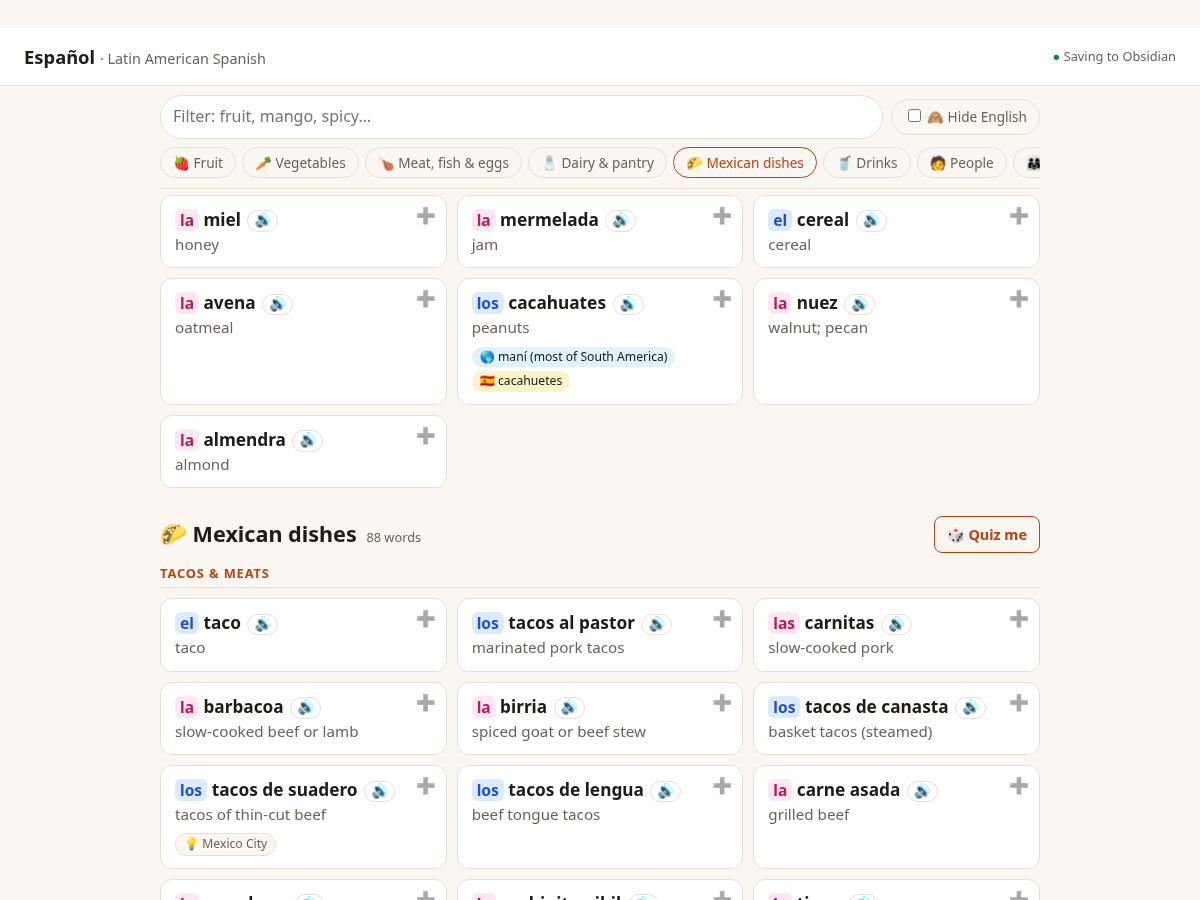 Español · Latin American Spanish
● Saving to Obsidian
Filter: fruit, mango, spicy...
🙈 Hide English
🍓 Fruit
🥕 Vegetables
🍗 Meat, fish & eggs
🧂 Dairy & pantry
🌮 Mexican dishes
🥤 Drinks
🧑 People
la miel
honey
la mermelada
jam
el cereal
cereal
la avena
oatmeal
los cacahuates
peanuts
🌎 maní (most of South America)
🇪🇸 cacahuetes
la nuez
walnut; pecan
la almendra
almond
🌮 Mexican dishes 88 words
🎲 Quiz me
TACOS & MEATS
el taco
taco
los tacos al pastor
marinated pork tacos
las carnitas
slow-cooked pork
la barbacoa
slow-cooked beef or lamb
la birria
spiced goat or beef stew
los tacos de canasta
basket tacos (steamed)
los tacos de suadero
tacos of thin-cut beef
💡 Mexico City
los tacos de lengua
beef tongue tacos
la carne asada
grilled beef